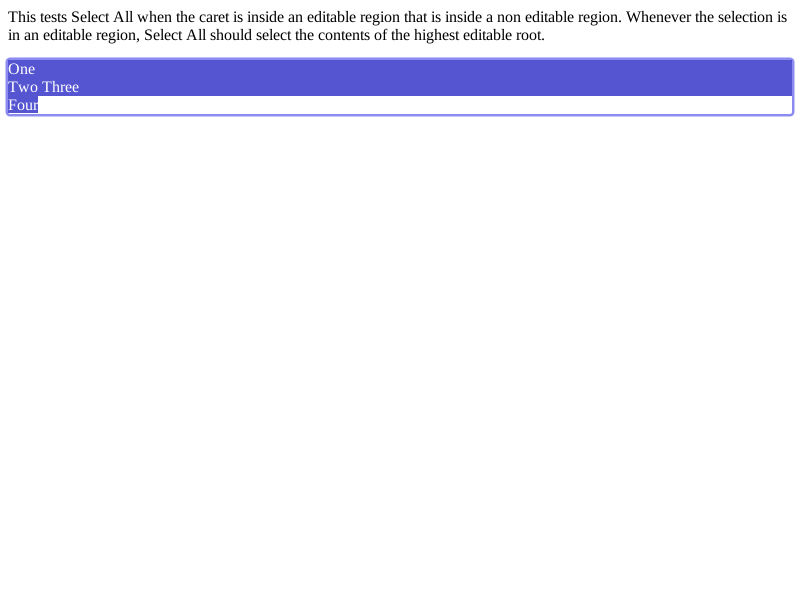 This tests Select All when the caret is inside an editable region that is inside a non editable region. Whenever the selection is
in an editable region, Select All should select the contents of the highest editable root.
One
Two Three
Four